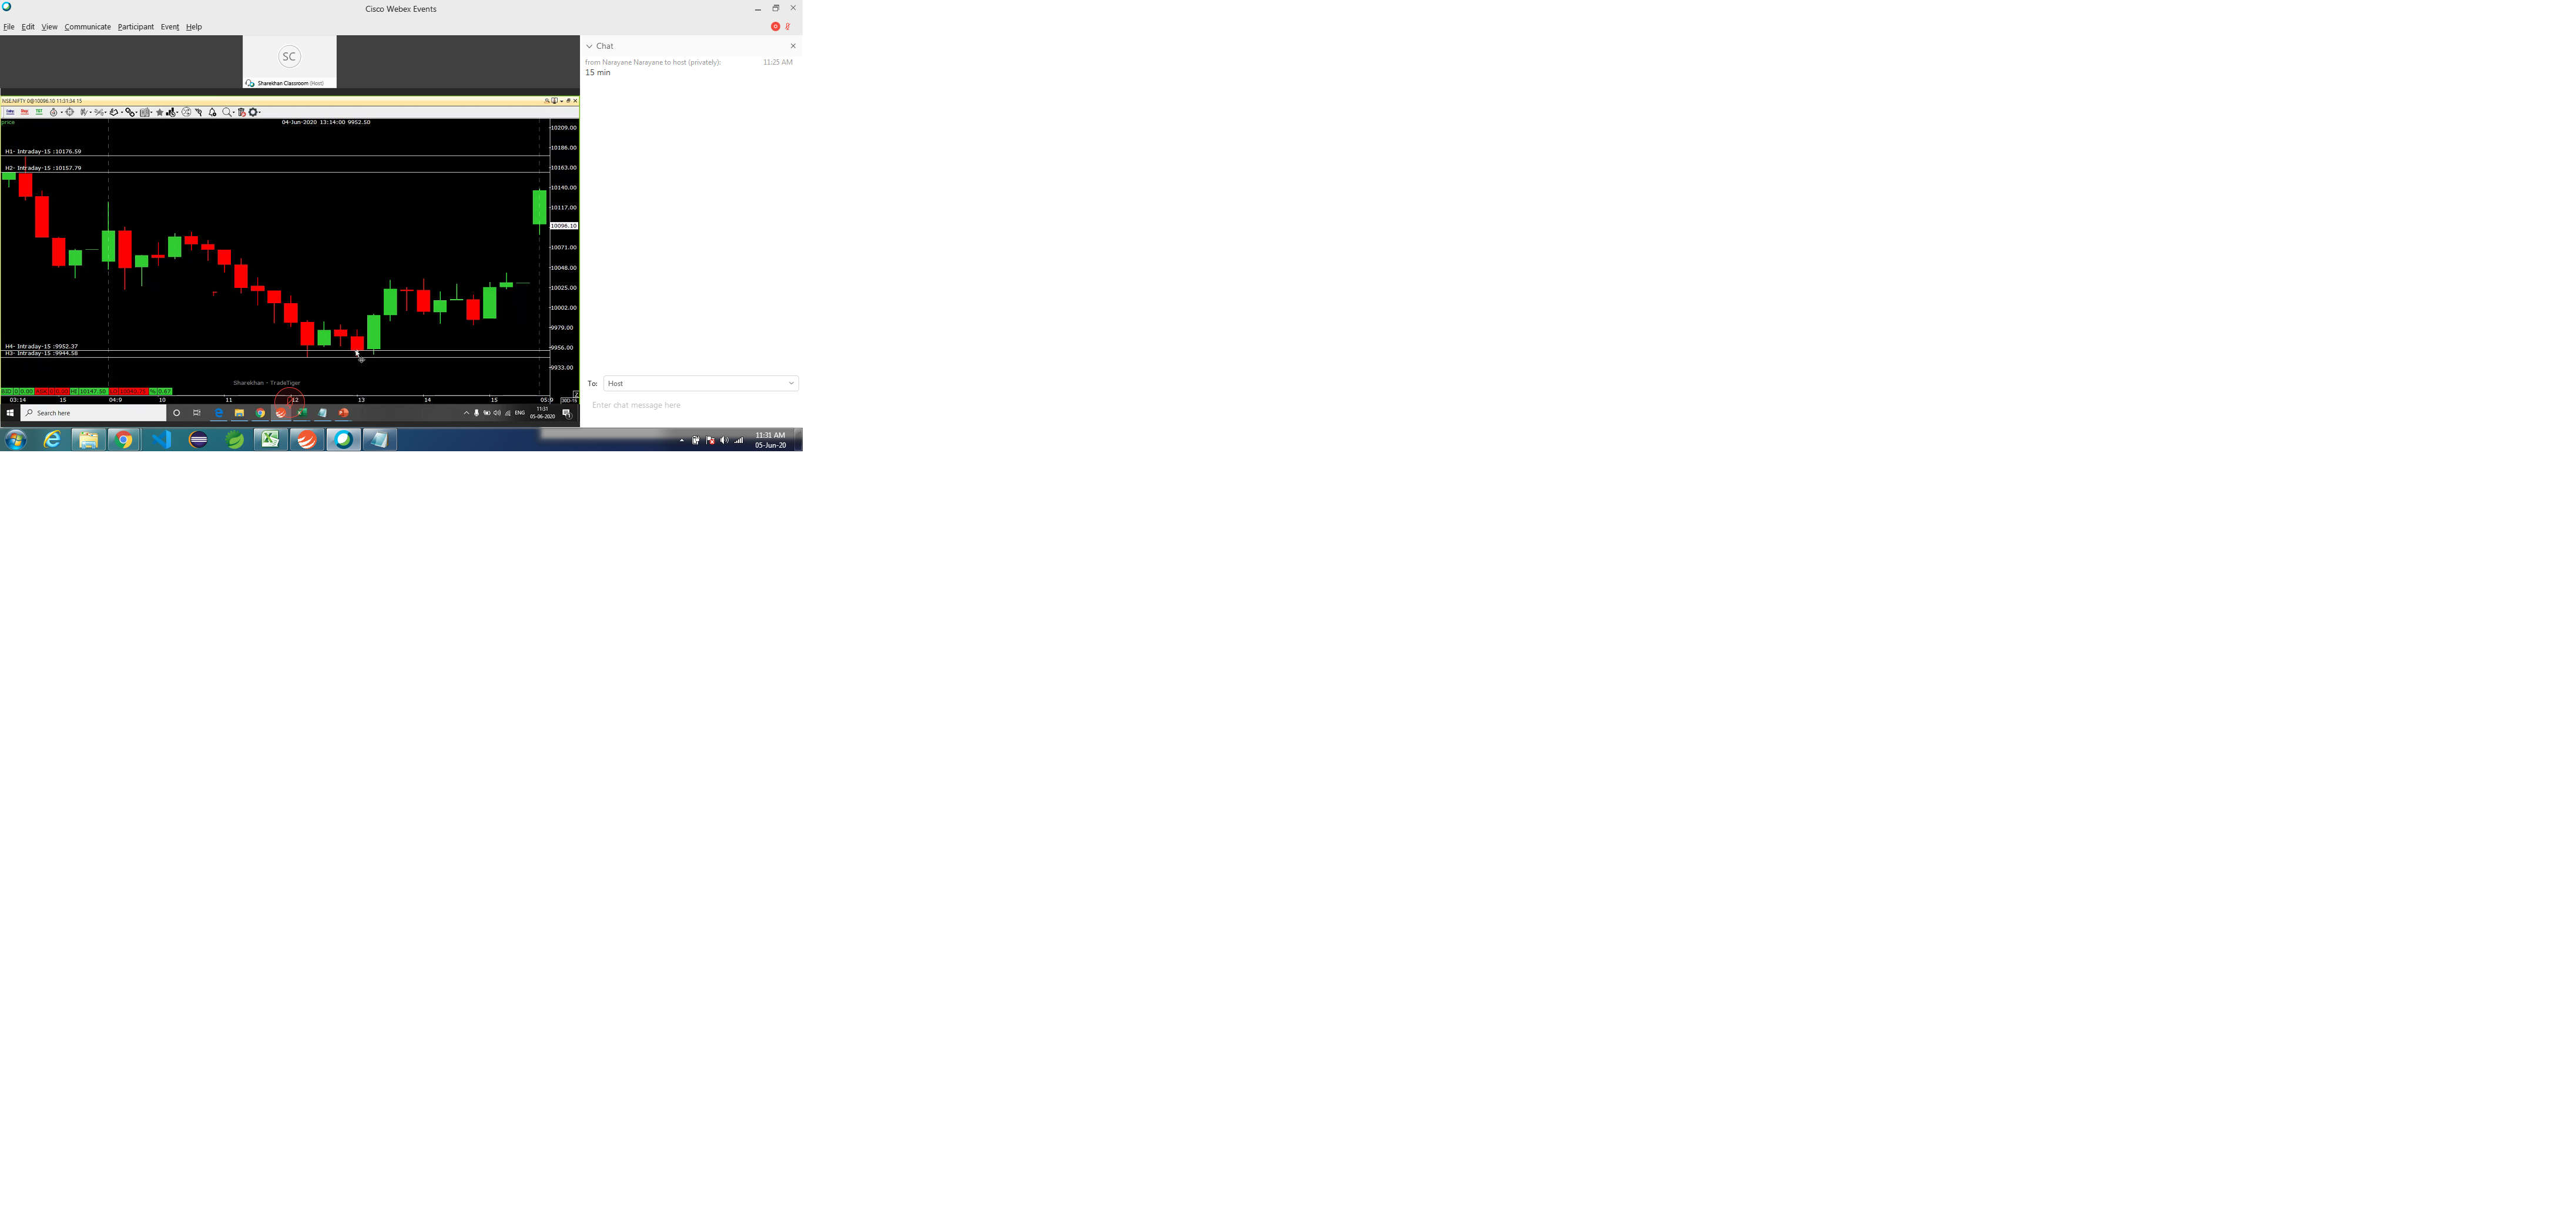 Cisco Webex Events
File Edit View Communicate Participant Event Help
SC
Sharekhan Classroom (Host)
Chat
from Narayane Narayane to host (privately): 11:25 AM
15 min
NSE.NIFTY 0@10096.10 11:31:34 15
price
04-Jun-2020 13:14:00 9952.50
H1- Intraday-15 :10176.59
H2- Intraday-15 :10157.79
H4- Intraday-15 :9952.37
H3- Intraday-15 :9944.58
10209.00
10186.00
10163.00
10140.00
10117.00
10096.10
10071.00
10048.00
10025.00
10002.00
9979.00
9956.00
9933.00
Sharekhan - TradeTiger
03:14 15 04:9 10 11 12 13 14 15 05:9
Search here
ENG
11:31
05-06-2020
To: Host
Enter chat message here
11:31 AM
05-Jun-20